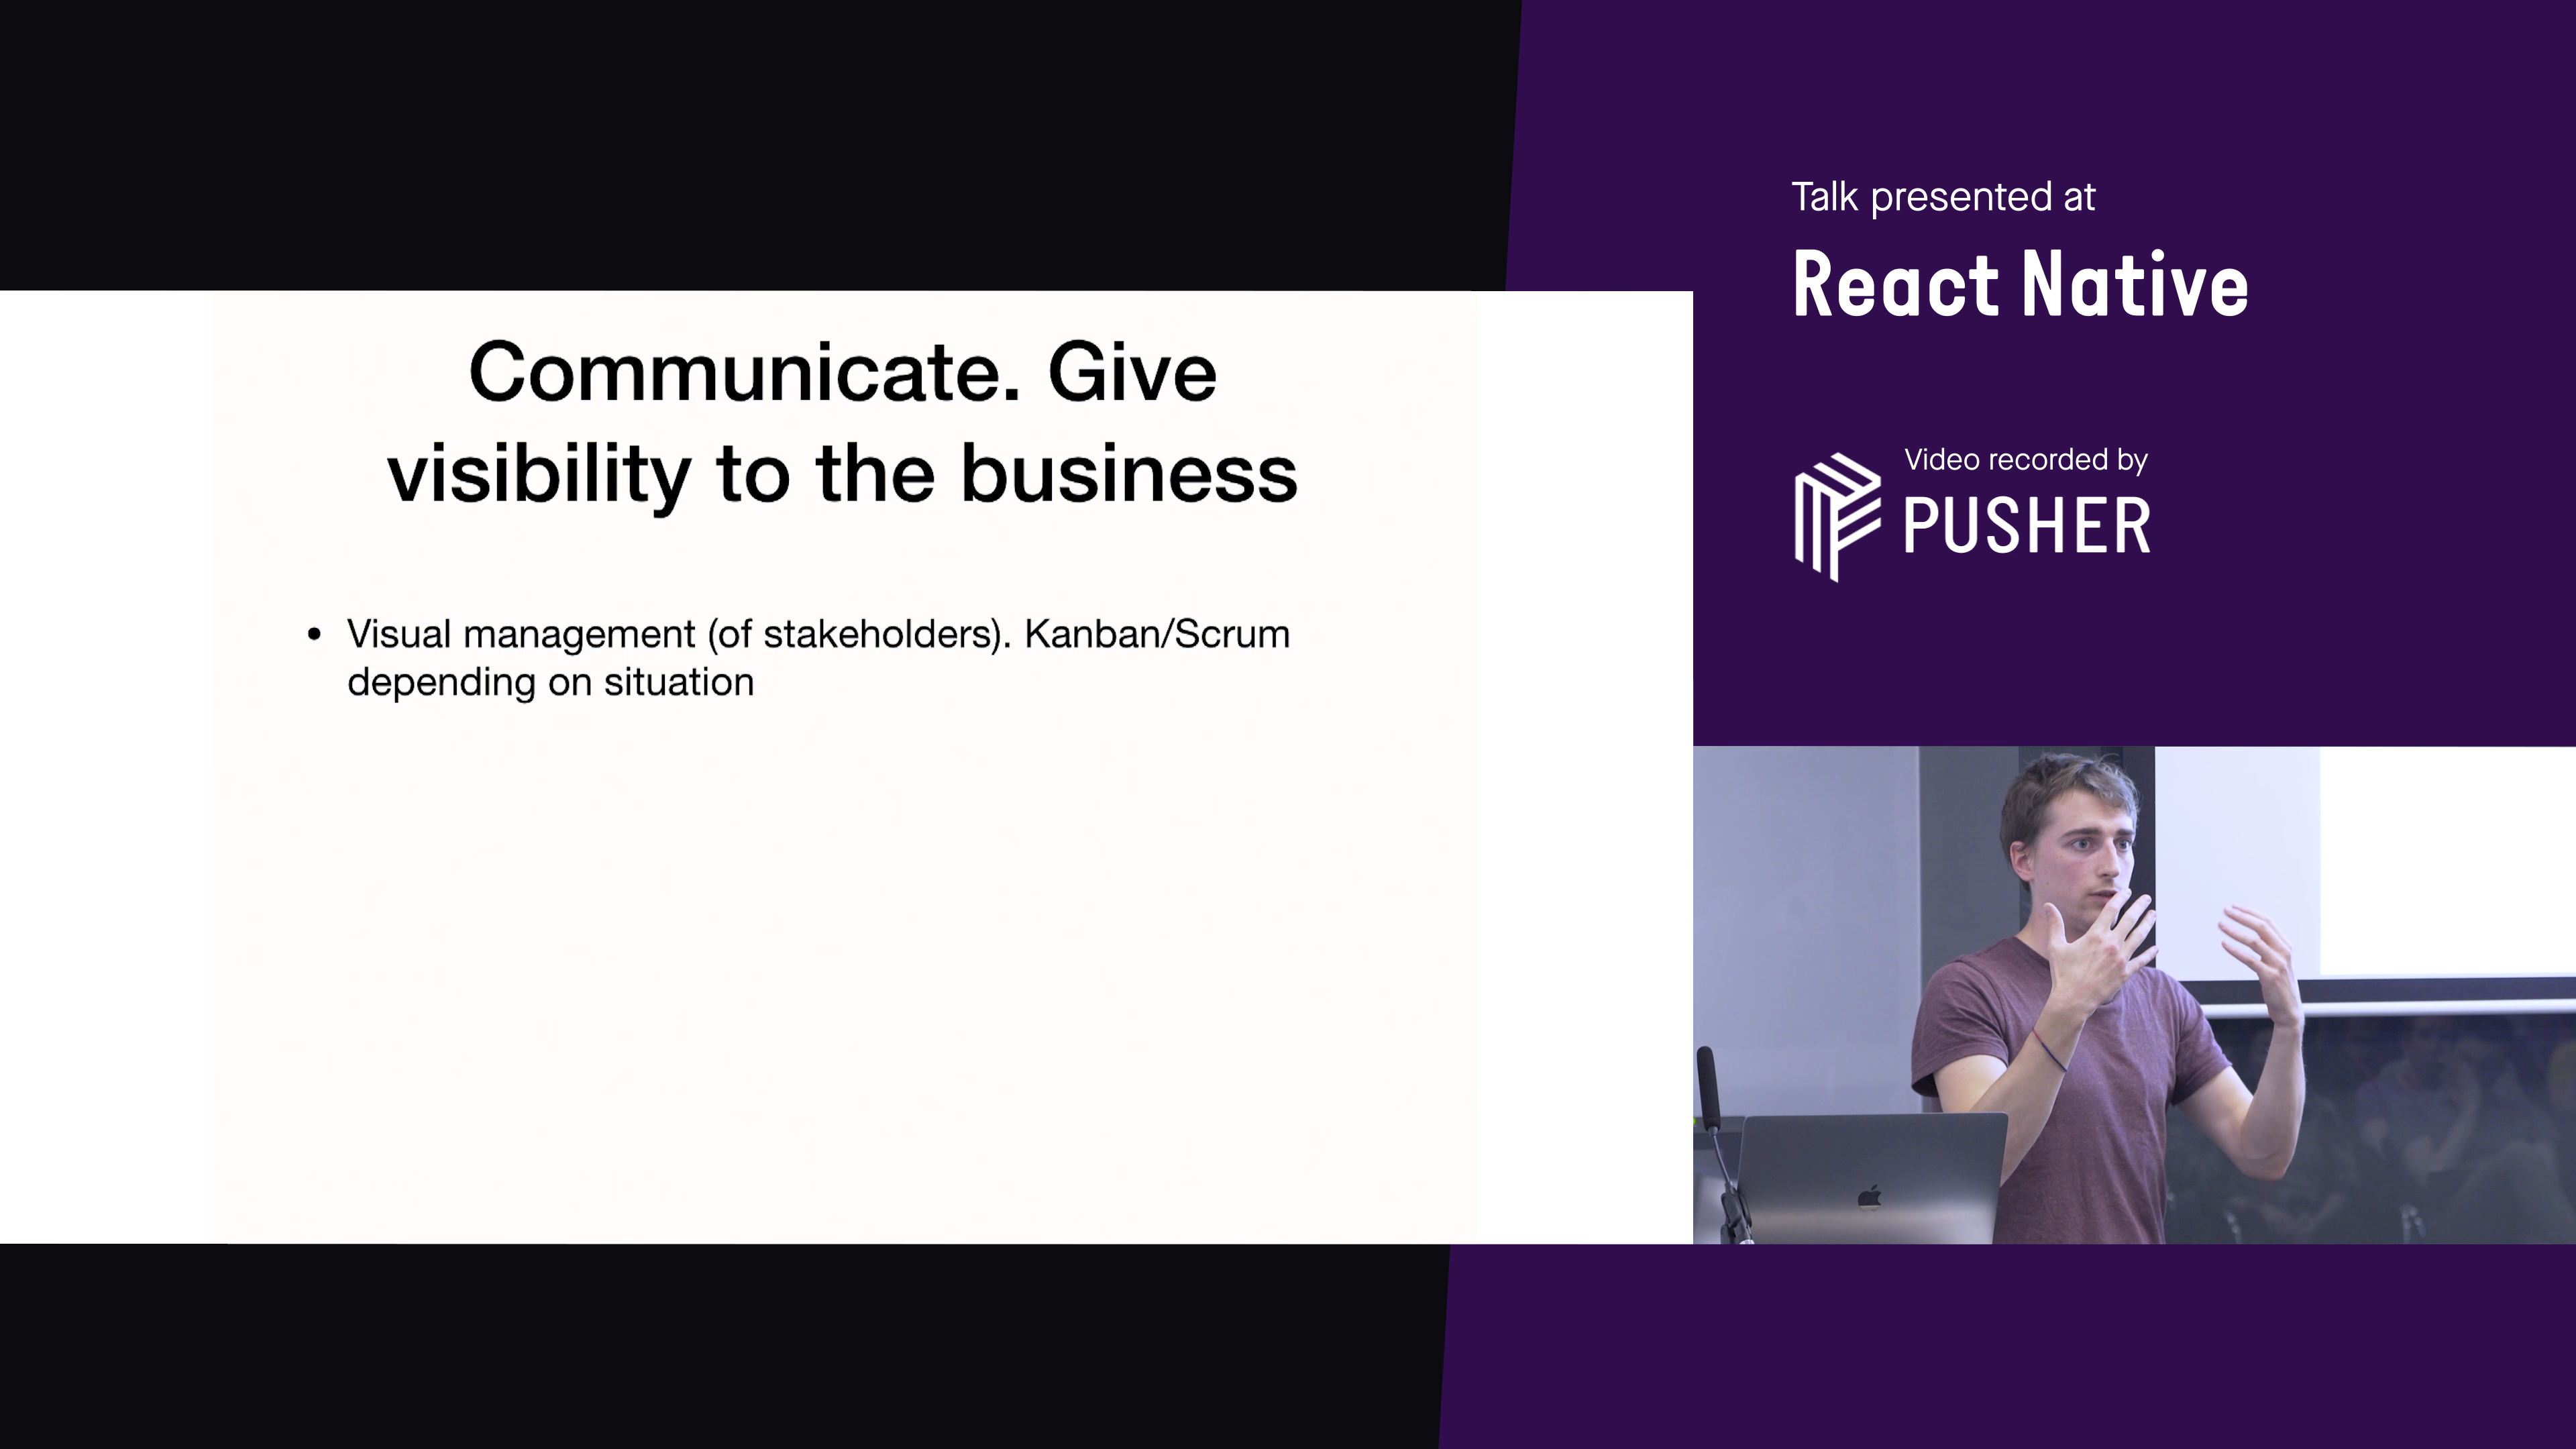 Communicate. Give
visibility to the business
• Visual management (of stakeholders). Kanban/Scrum
depending on situation
Talk presented at
React Native
Video recorded by
PUSHER